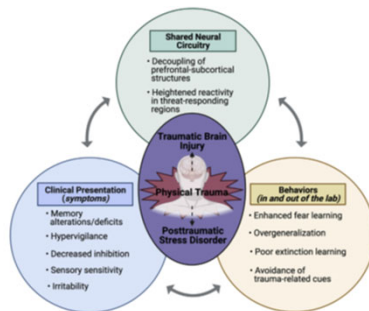 Shared Neural
Circuitry
• Decoupling of
prefrontal-subcortical
structures
• Heightened reactivity
in threat-responding
regions
Traumatic Brain
Injury
Physical Trauma
Posttraumatic
Stress Disorder
Clinical Presentation
(symptoms)
• Memory
alterations/deficits
• Hypervigilance
• Decreased inhibition
• Sensory sensitivity
• Irritability
Behaviors
(in and out of the lab)
• Enhanced fear learning
• Overgeneralization
• Poor extinction learning
• Avoidance of
trauma-related cues